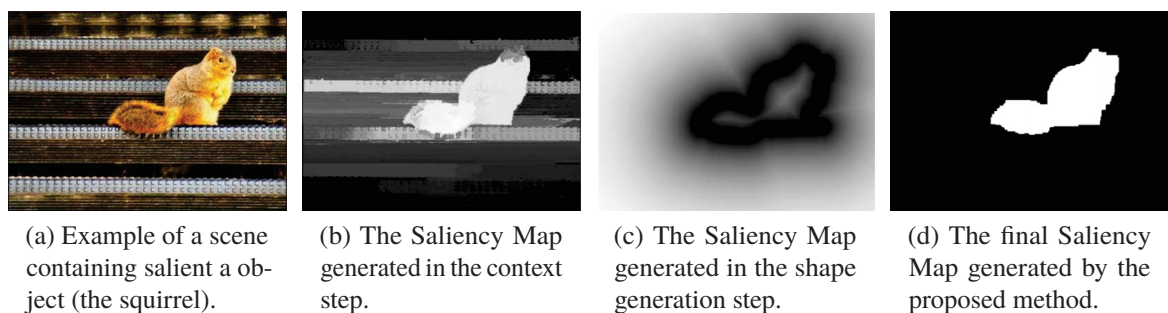 (a) Example of a scene
containing salient a ob-
ject (the squirrel).
(b) The Saliency Map
generated in the context
step.
(c) The Saliency Map
generated in the shape
generation step.
(d) The final Saliency
Map generated by the
proposed method.